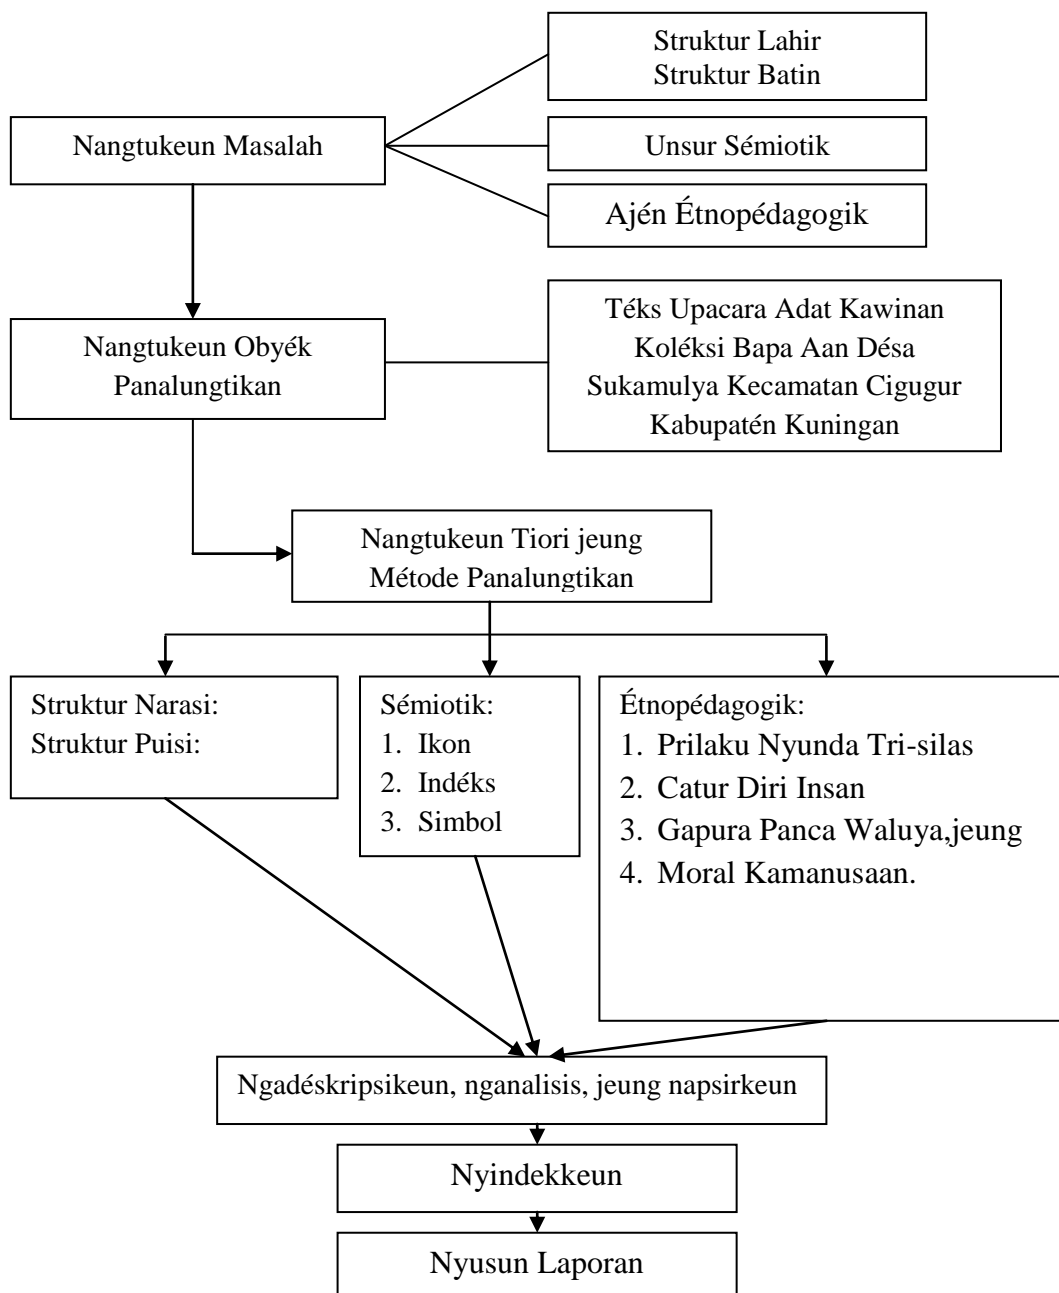 Struktur Lahir
Struktur Batin
Nangtukeun Masalah
Unsur Sémiotik
Ajén Étnopédagogik
Nangtukeun Obyék
Panalungtikan
Téks Upacara Adat Kawinan
Koléksi Bapa Aan Désa
Sukamulya Kecamatan Cigugur
Kabupatén Kuningan
Nangtukeun Tiori jeung
Métode Panalungtikan
Struktur Narasi:
Struktur Puisi:
Sémiotik:
1. Ikon
2. Indéks
3. Simbol
Étnopédagogik:
1. Prilaku Nyunda Tri-silas
2. Catur Diri Insan
3. Gapura Panca Waluya,jeung
4. Moral Kamanusaan.
Ngadéskripsikeun, nganalisis, jeung napsirkeun
Nyindekkeun
Nyusun Laporan